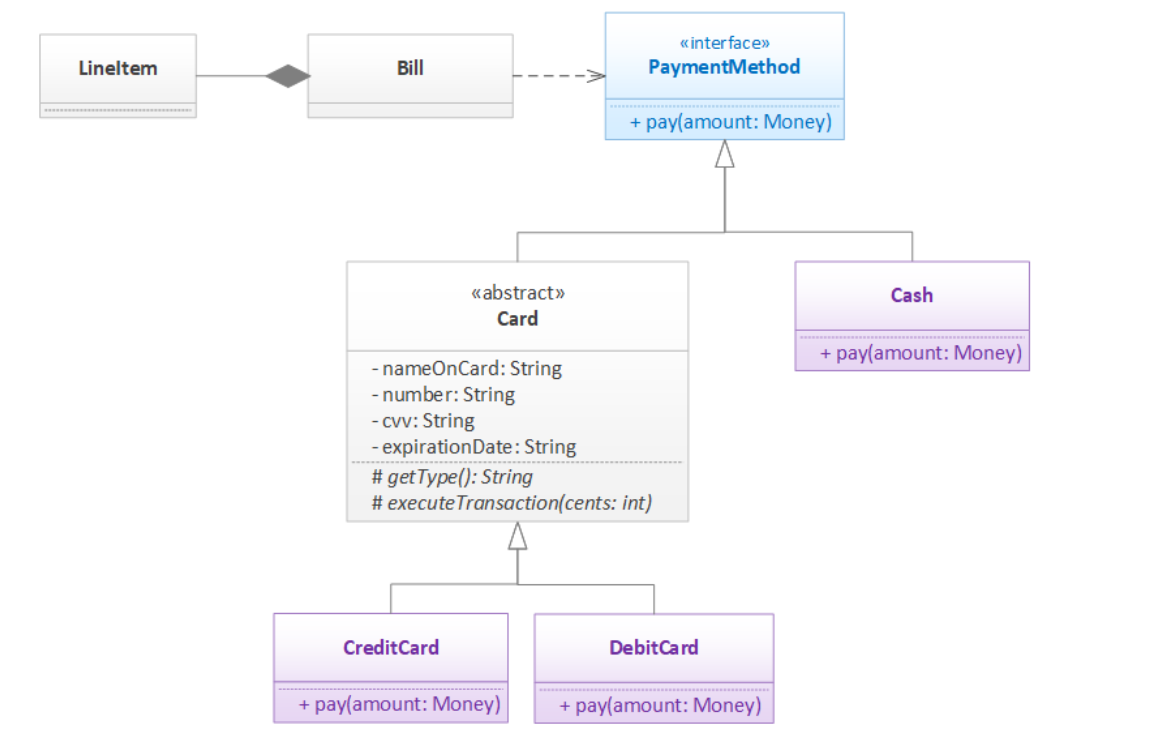 LineItem
Bill
«interface»
PaymentMethod
+ pay(amount: Money)
«abstract»
Card
- nameOnCard: String
- number: String
- cvv: String
- expirationDate: String
# getType(): String
# executeTransaction(cents: int)
Cash
+ pay(amount: Money)
CreditCard
+ pay(amount: Money)
DebitCard
+ pay(amount: Money)